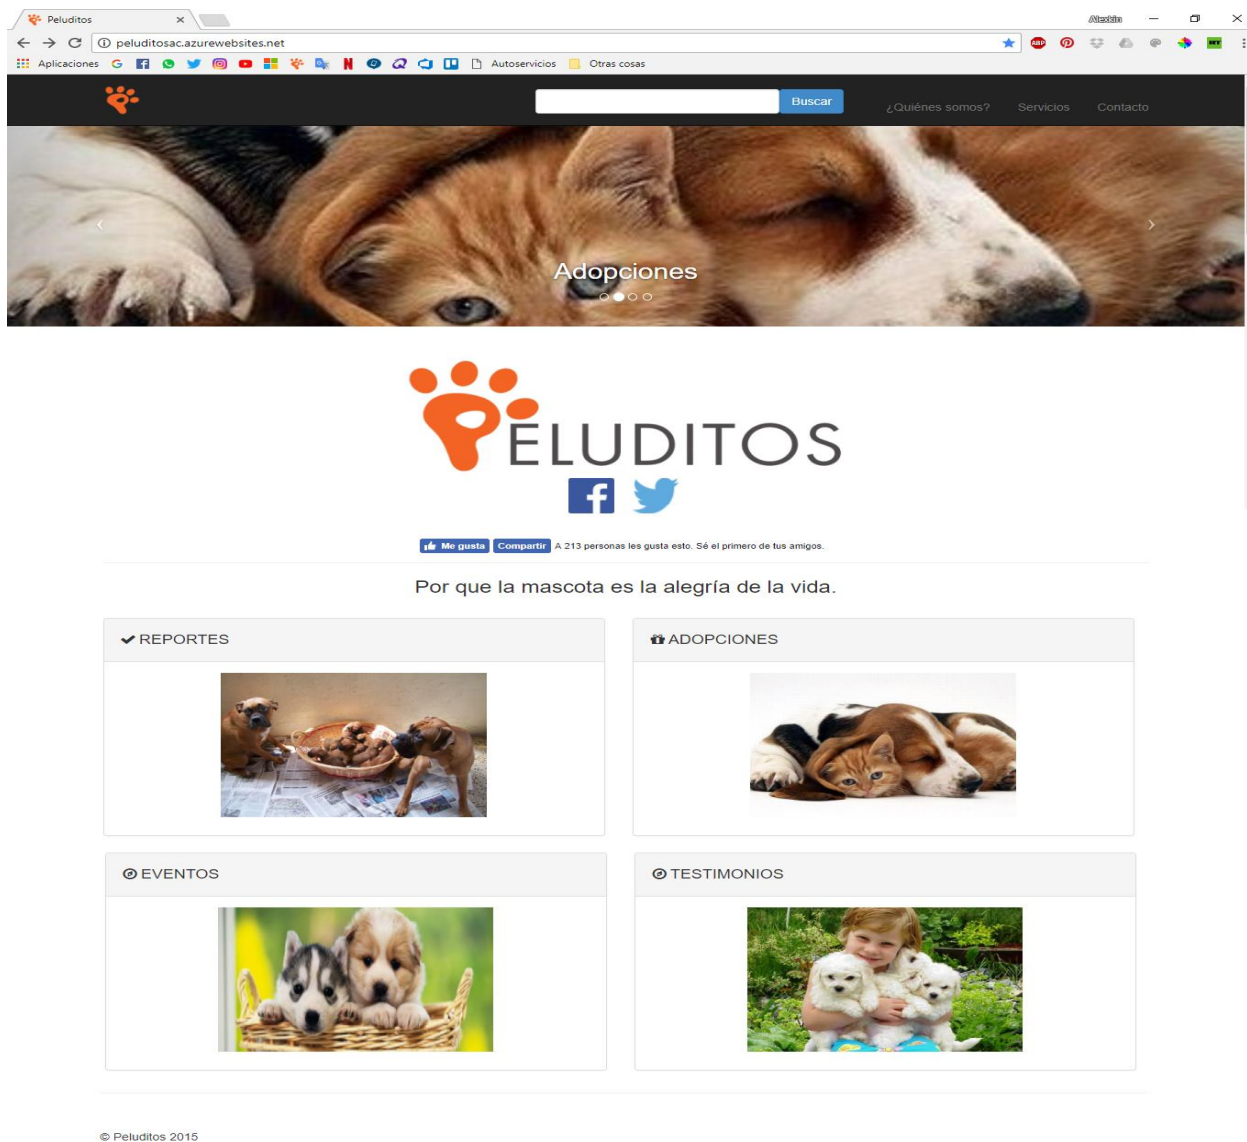 Peluditos
Alexkin
peluditosac.azurewebsites.net
ABP
Aplicaciones
Autoservicios
Otras cosas
Buscar
¿Quiénes somos?
Servicios
Contacto
Adopciones
PELUDITOS
Me gusta
Compartir
A 213 personas les gusta esto. Sé el primero de tus amigos.
Por que la mascota es la alegría de la vida.
REPORTES
ADOPCIONES
EVENTOS
TESTIMONIOS
© Peluditos 2015